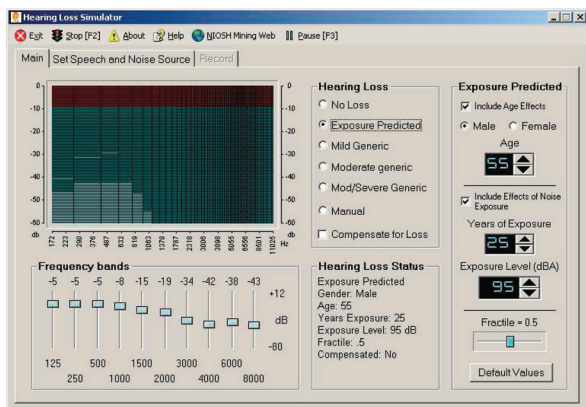 Hearing Loss Simulator
Exit Stop [F2] About Help NIOSH Mining Web Pause [F3]
Main Set Speech and Noise Source Record
0 0
-10 -10
-20 -20
-30 -30
-40 -40
-50 -50
-60 -60
db db
172 223 290 376 487 632 819 1063 1378 1787 2318 3006 3898 5055 6556 8501 11025 Hz
Hearing Loss
No Loss
Exposure Predicted
Mild Generic
Moderate generic
Mod/Severe Generic
Manual
Compensate for Loss
Exposure Predicted
Include Age Effects
Male Female
Age
55
Include Effects of Noise
Exposure
Years of Exposure
25
Exposure Level (dBA)
95
Fractile = 0.5
Default Values
Frequency bands
-5 -5 -5 -8 -15 -19 -34 -42 -38 -43
+12
dB
-80
125 500 1500 3000 6000
250 1000 2000 4000 8000
Hearing Loss Status
Exposure Predicted
Gender: Male
Age: 55
Years Exposure: 25
Exposure Level: 95 dB
Fractile: .5
Compensated: No